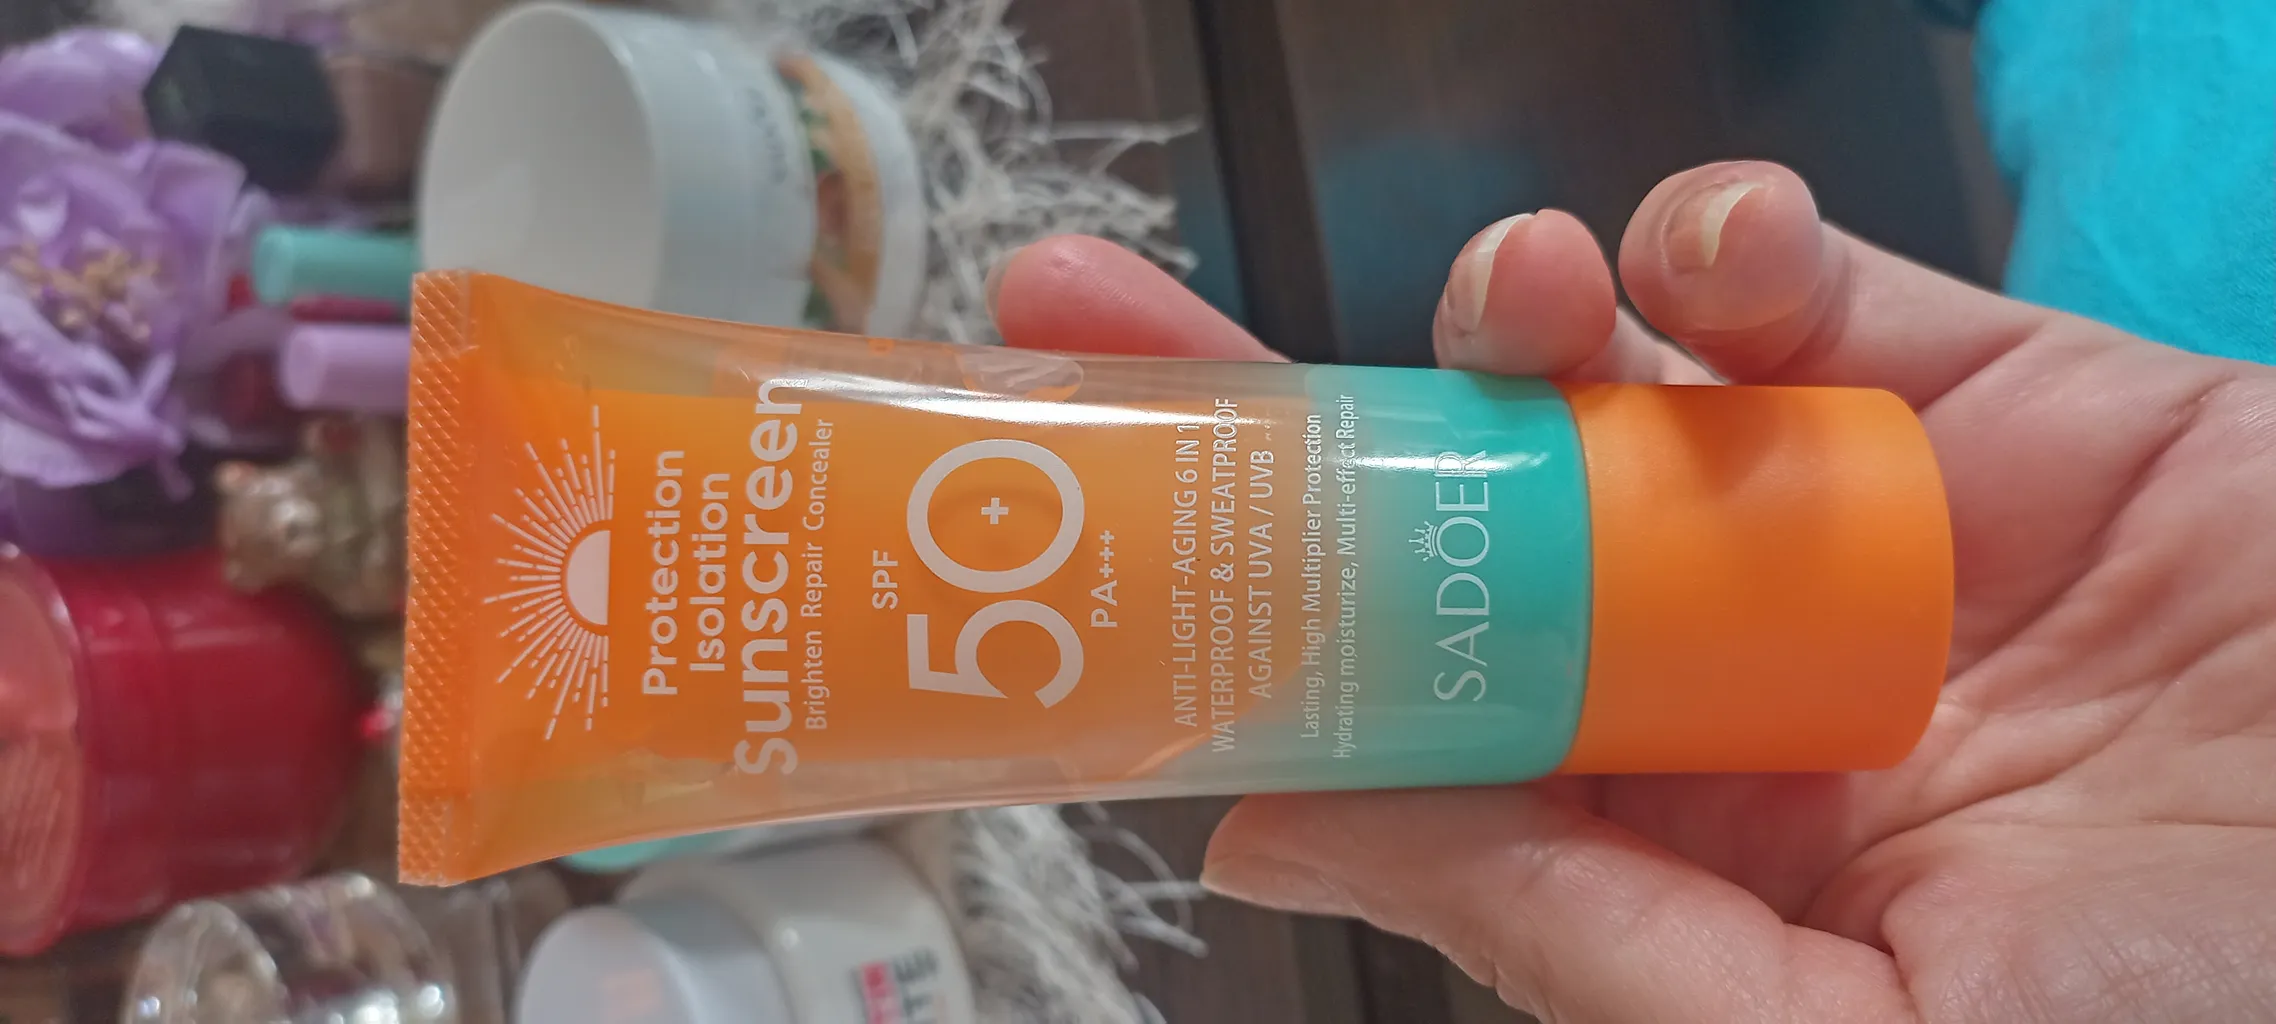 Protection
Isolation
Sunscreen
Brighten Repair Concealer
SPF
50+
PA+++
ANTI-LIGHT-AGING 6 IN 1
WATERPROOF & SWEATPROOF
AGAINST UVA / UVB
Lasting, High Multiplier Protection
Hydrating moisturize, Multi-effect Repair
SADOER